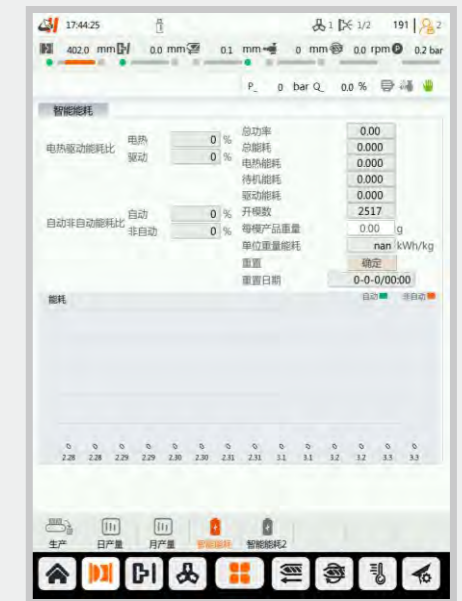 17:44:25 1 1/2 191 2
402.0 mm 0.0 mm 0.1 mm 0 mm 0.0 rpm 0.2 bar
P_ 0 bar Q_ 0.0 %
智能能耗
电热驱动能耗比 电热 0 %
驱动 0 %
自动非自动能耗比 自动 0 %
非自动 0 %
总功率 0.00
总能耗 0.000
电热能耗 0.000
待机能耗 0.000
驱动能耗 0.000
开模数 2517
每模产品重量 0.00 g
单位重量能耗 nan kWh/kg
重置 确定
重置日期 0-0-0/00:00
能耗 自动 非自动
0 0 0 0 0 0 0 0 0 0 0 0 0 0
2.28 2.28 2.29 2.29 2.30 2.30 2.31 2.31 3.1 3.1 3.2 3.2 3.3 3.3
生产 日产量 月产量 智能能耗 智能能耗2